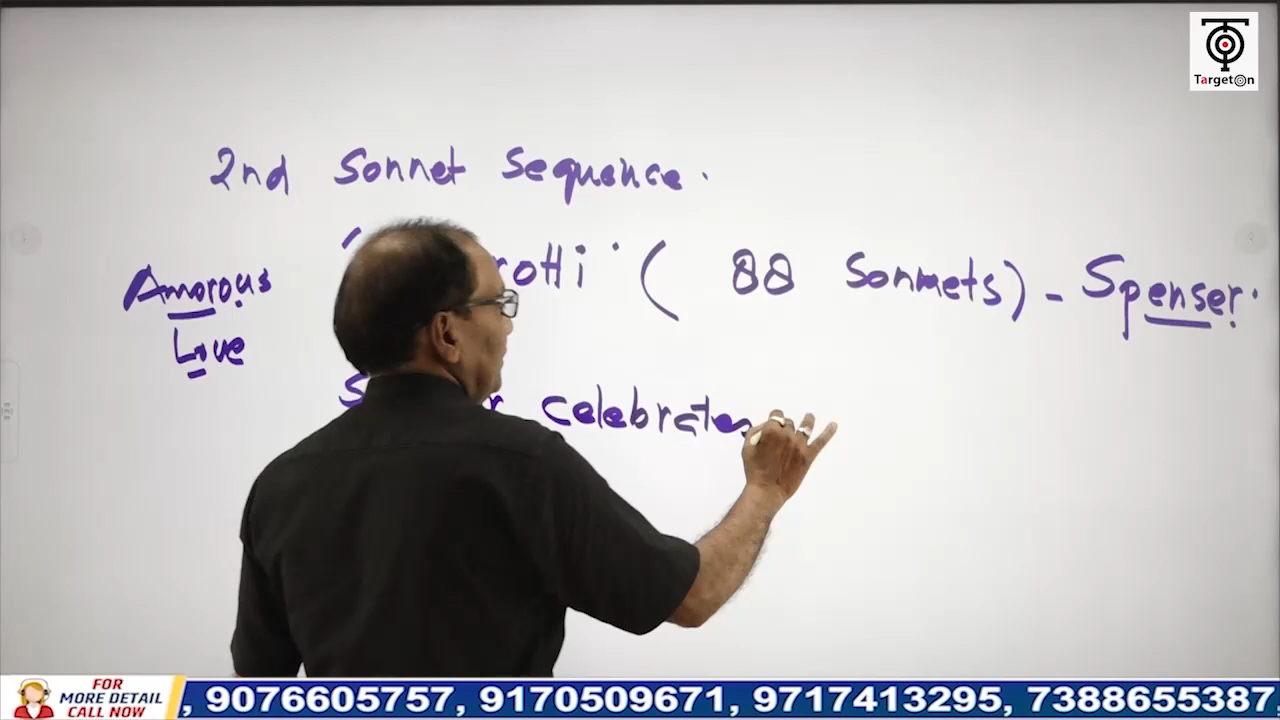 TargetOn
2nd Sonnet Sequence.
rotti' ( 88 Sonnets) - Spenser.
Amorous
Love
celebrates
FOR
MORE DETAIL
CALL NOW
, 9076605757, 9170509671, 9717413295, 7388655387,